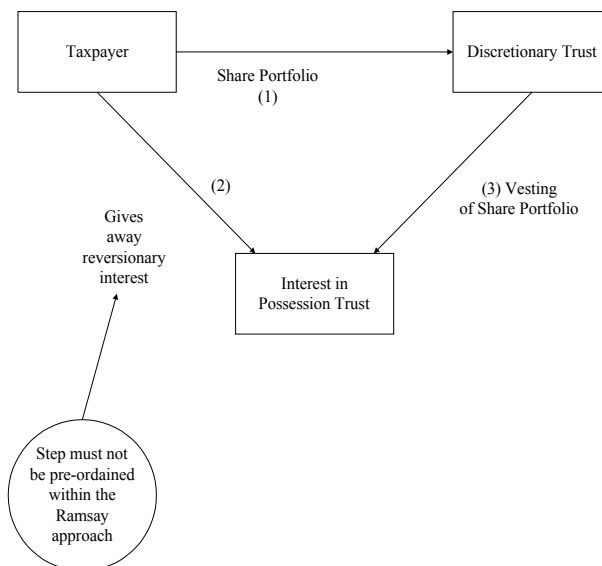 Taxpayer
Discretionary Trust
Share Portfolio
(1)
(2)
(3) Vesting
of Share Portfolio
Gives
away
reversionary
interest
Interest in
Possession Trust
Step must not
be pre-ordained
within the
Ramsay
approach